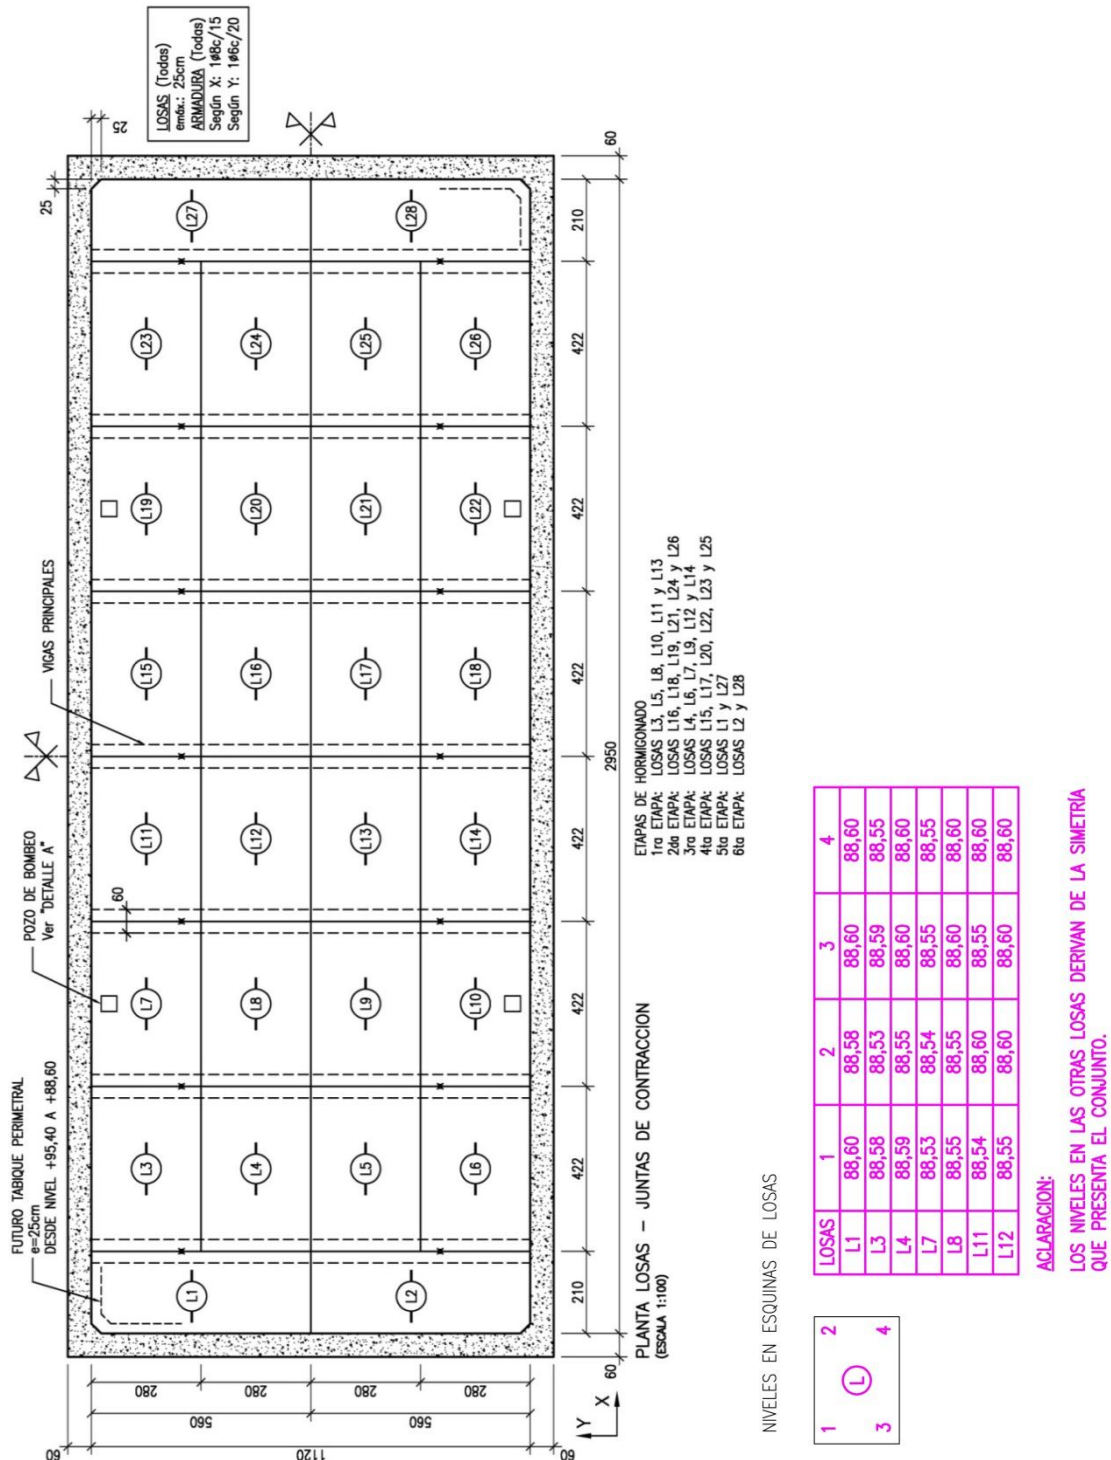 LOSAS (Todas)
emáx.: 25cm
ARMADURA (Todas)
Según X: 1ø8c/15
Según Y: 1ø6c/20
FUTURO TABIQUE PERIMETRAL
e=25cm
DESDE NIVEL +95,40 A +88,60
POZO DE BOMBEO
Ver "DETALLE A"
VIGAS PRINCIPALES
25
25
60
L1
L3
L7
L11
L15
L19
L23
L27
L4
L8
L12
L16
L20
L24
L2
L5
L9
L13
L17
L21
L25
L28
L6
L10
L14
L18
L22
L26
60
280
280
280
280
560
560
1120
60
60
210
422
422
422
422
422
422
210
60
2950
Y
X
PLANTA LOSAS – JUNTAS DE CONTRACCION
(ESCALA 1:100)
ETAPAS DE HORMIGONADO
1ra ETAPA: LOSAS L3, L5, L8, L10, L11 y L13
2da ETAPA: LOSAS L16, L18, L19, L21, L24 y L26
3ra ETAPA: LOSAS L4, L6, L7, L9, L12 y L14
4ta ETAPA: LOSAS L15, L17, L20, L22, L23 y L25
5ta ETAPA: LOSAS L1 y L27
6ta ETAPA: LOSAS L2 y L28
NIVELES EN ESQUINAS DE LOSAS
1 2
L
3 4
LOSAS 1 2 3 4
L1 88,60 88,58 88,60 88,60
L3 88,58 88,53 88,59 88,55
L4 88,59 88,55 88,60 88,60
L7 88,53 88,54 88,55 88,55
L8 88,55 88,55 88,60 88,60
L11 88,54 88,60 88,55 88,60
L12 88,55 88,60 88,60 88,60
ACLARACION:
LOS NIVELES EN LAS OTRAS LOSAS DERIVAN DE LA SIMETRÍA
QUE PRESENTA EL CONJUNTO.